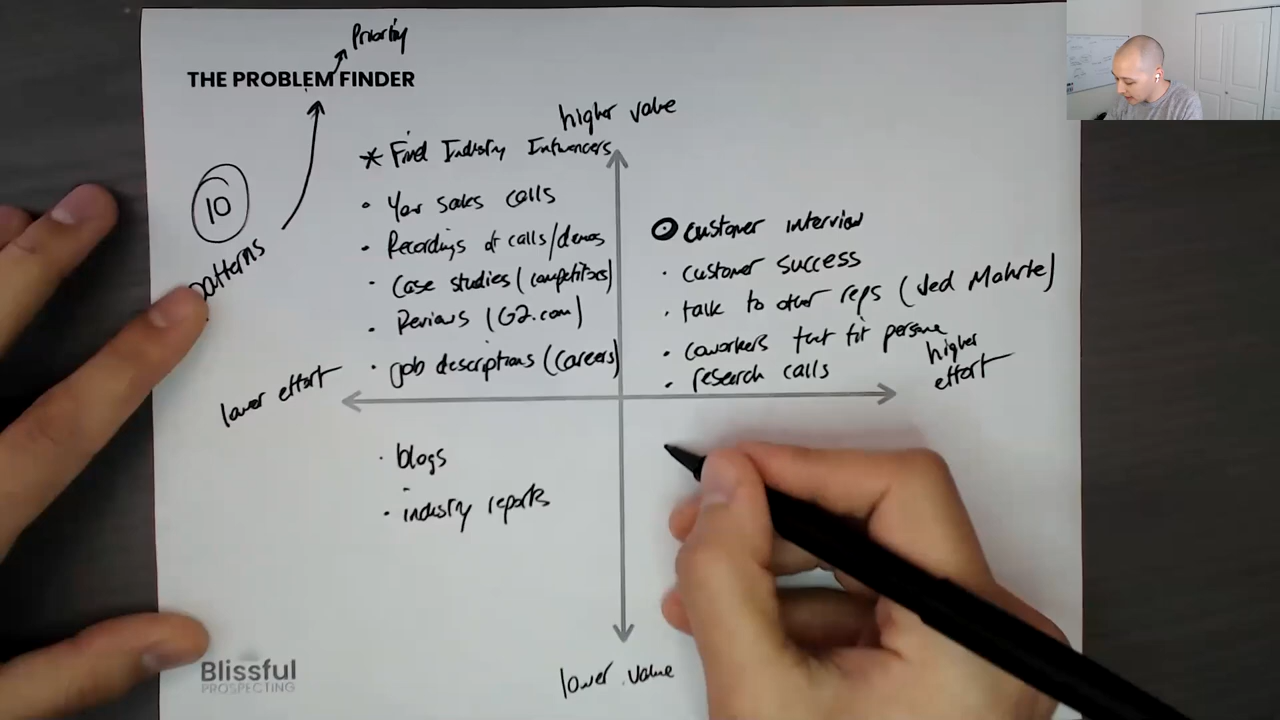 Priority
THE PROBLEM FINDER
higher value
* Find Industry Influencers
10
patterns
• Your sales calls
• Recordings of calls/demos
• Case studies (competitors)
• Reviews (G2.com)
• job descriptions (careers)
customer interview
• customer success
• talk to other reps (Jed Mahrle)
• coworkers that fit persona
• research calls
higher
effort
lower effort
• blogs
• industry reports
lower value
Blissful
PROSPECTING